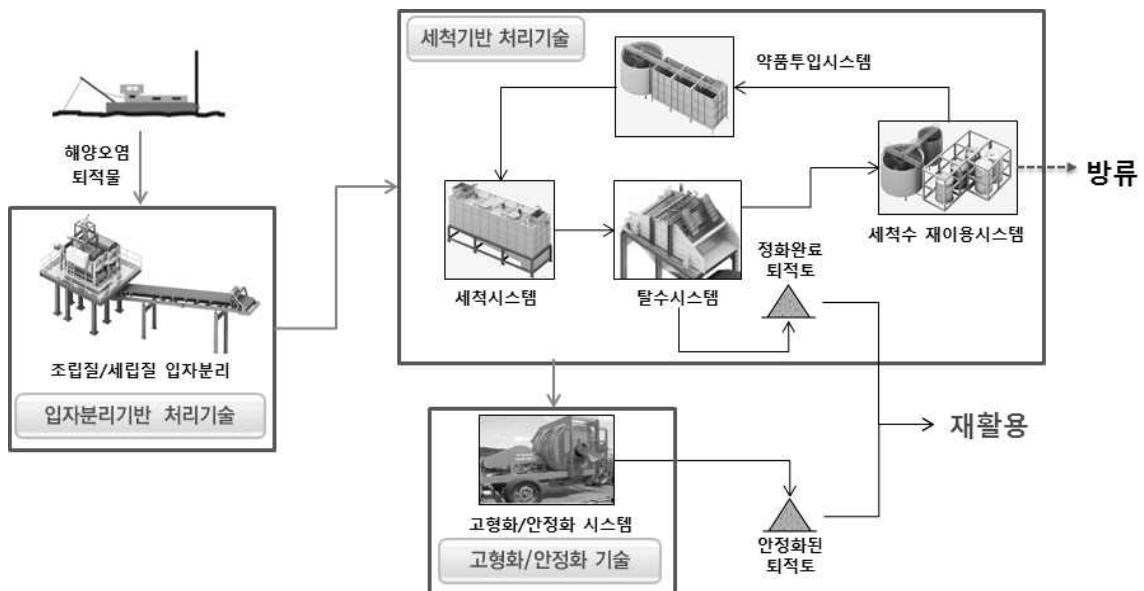 세척기반 처리기술
약품투입시스템
해양오염
퇴적물
방류
세척수 재이용시스템
세척시스템
탈수시스템
정화완료
퇴적토
조립질/세립질 입자분리
입자분리기반 처리기술
재활용
고형화/안정화 시스템
고형화/안정화 기술
안정화된
퇴적토